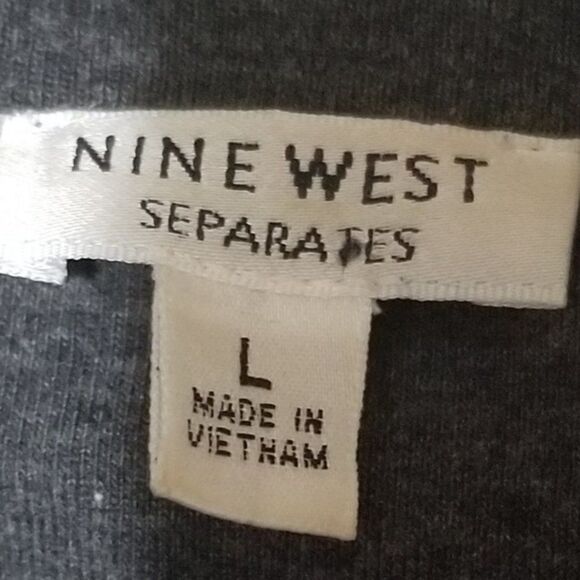 NINE WEST
SEPARATES
L
MADE IN
VIETNAM